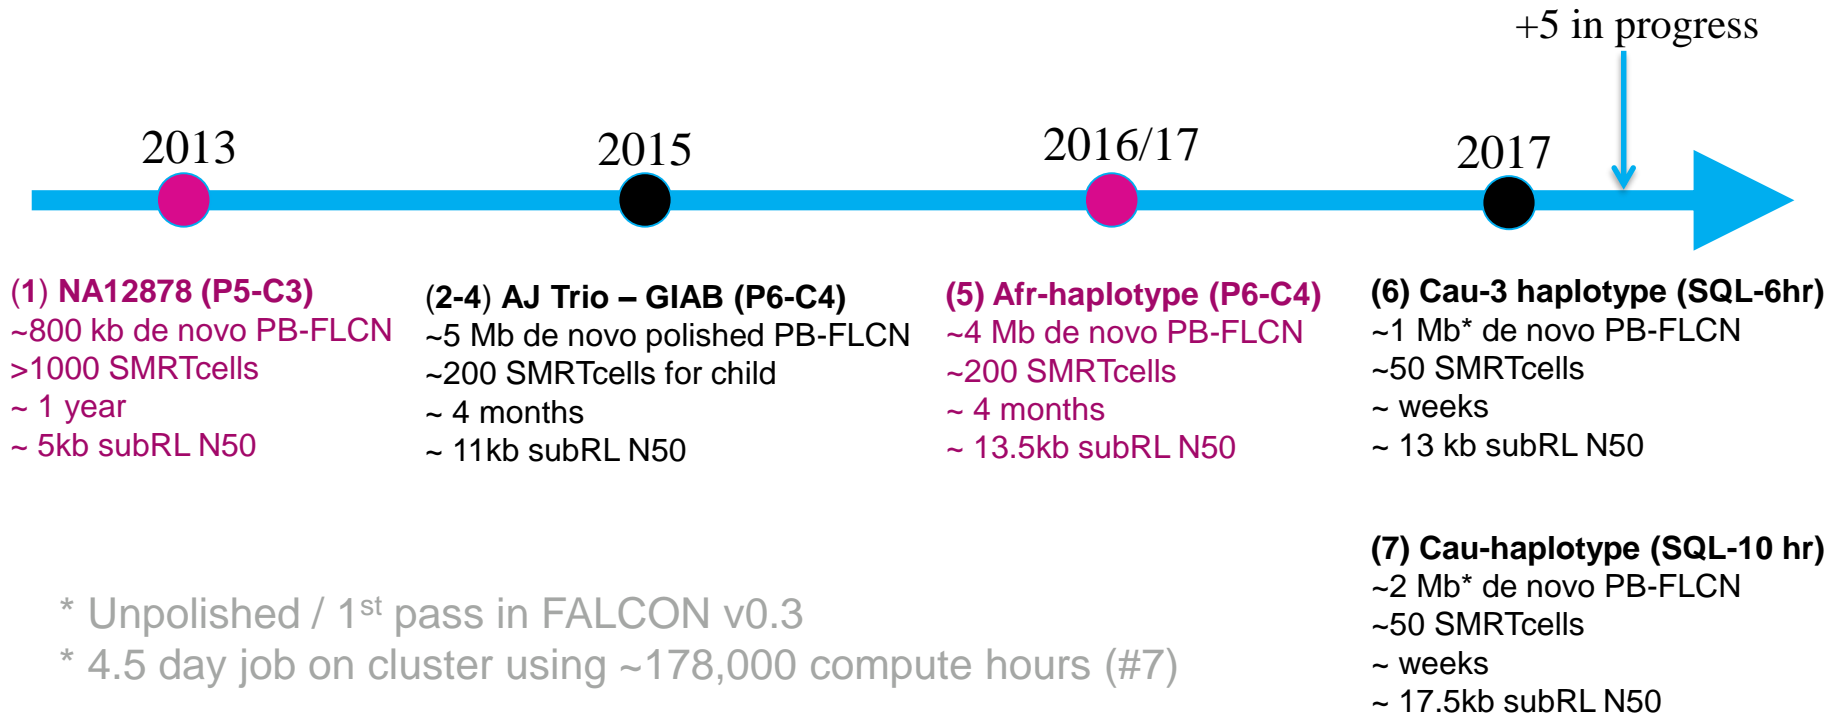 +5 in progress
2013
2015
2016/17
2017
(1) NA12878 (P5-C3)
~800 kb de novo PB-FLCN
>1000 SMRTcells
~ 1 year
~ 5kb subRL N50
(2-4) AJ Trio – GIAB (P6-C4)
~5 Mb de novo polished PB-FLCN
~200 SMRTcells for child
~ 4 months
~ 11kb subRL N50
(5) Afr-haplotype (P6-C4)
~4 Mb de novo PB-FLCN
~200 SMRTcells
~ 4 months
~ 13.5kb subRL N50
(6) Cau-3 haplotype (SQL-6hr)
~1 Mb* de novo PB-FLCN
~50 SMRTcells
~ weeks
~ 13 kb subRL N50
(7) Cau-haplotype (SQL-10 hr)
~2 Mb* de novo PB-FLCN
~50 SMRTcells
~ weeks
~ 17.5kb subRL N50
* Unpolished / 1st pass in FALCON v0.3
* 4.5 day job on cluster using ~178,000 compute hours (#7)